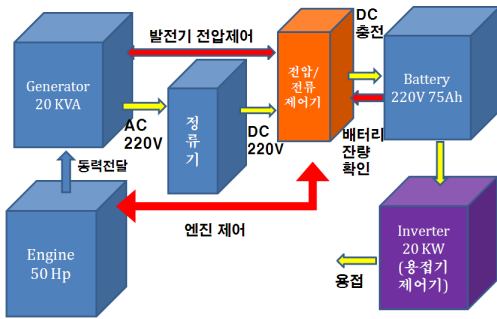 발전기 전압제어
DC
충전
Generator
20 KVA
전압/
전류
제어기
Battery
220V 75Ah
AC
220V
정
류
기
DC
220V
배터리
잔량
확인
동력전달
엔진 제어
Engine
50 Hp
Inverter
20 KW
(용접기
제어기)
용접